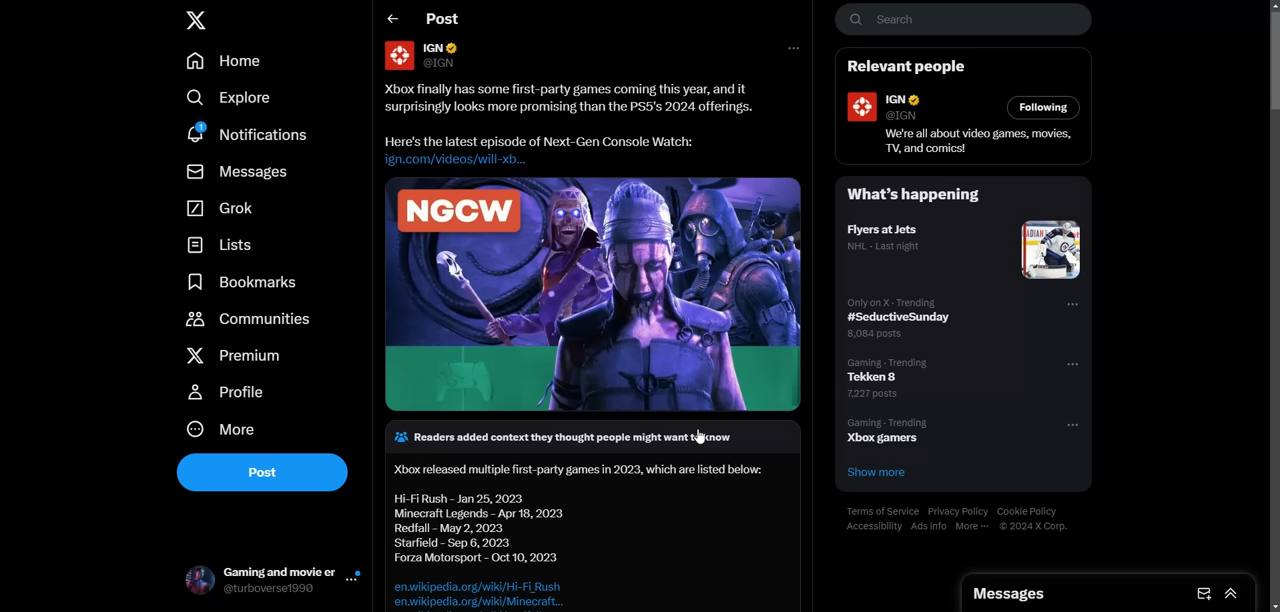 Home
Explore
1
Notifications
Messages
Grok
Lists
Bookmarks
Communities
Premium
Profile
More
Post
Gaming and movie er
@turboverse1990
Post
IGN
@IGN
Xbox finally has some first-party games coming this year, and it
surprisingly looks more promising than the PS5's 2024 offerings.
Here's the latest episode of Next-Gen Console Watch:
ign.com/videos/will-xb...
NGCW
Readers added context they thought people might want to know
Xbox released multiple first-party games in 2023, which are listed below:
Hi-Fi Rush - Jan 25, 2023
Minecraft Legends - Apr 18, 2023
Redfall - May 2, 2023
Starfield - Sep 6, 2023
Forza Motorsport - Oct 10, 2023
en.wikipedia.org/wiki/Hi-Fi_Rush
en.wikipedia.org/wiki/Minecraft...
Search
Relevant people
IGN
@IGN
Following
We're all about video games, movies,
TV, and comics!
What's happening
Flyers at Jets
NHL · Last night
Only on X · Trending
#SeductiveSunday
8,084 posts
Gaming · Trending
Tekken 8
7,227 posts
Gaming · Trending
Xbox gamers
Show more
Terms of Service Privacy Policy Cookie Policy
Accessibility Ads info More ··· © 2024 X Corp.
Messages